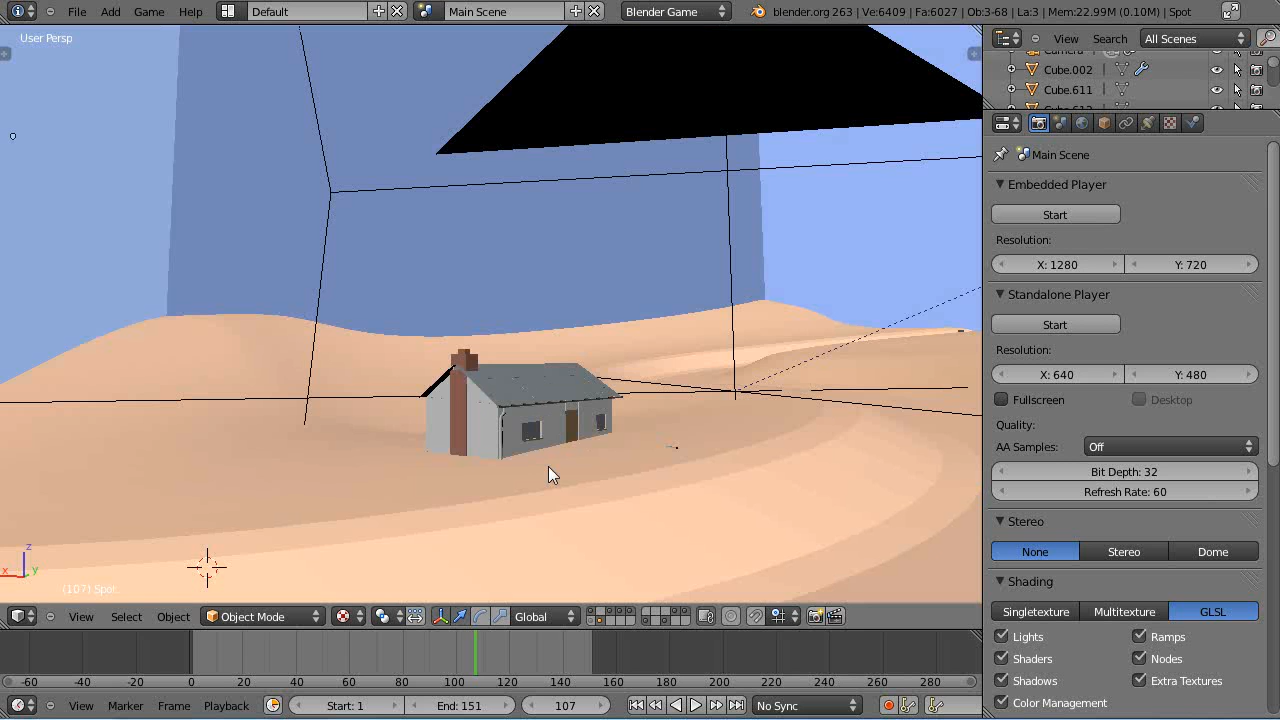 File Add Game Help Default Main Scene Blender Game blender.org 263 | Ve:6409 | Fa:6027 | Ob:3-68 | La:3 | Mem:22.99M (0.10M) | Spot
User Persp
View Search All Scenes
Camera
Cube.002
Cube.611
Main Scene
Embedded Player
Start
Resolution:
X: 1280 Y: 720
Standalone Player
Start
Resolution:
X: 640 Y: 480
Fullscreen Desktop
Quality:
AA Samples: Off
Bit Depth: 32
Refresh Rate: 60
Stereo
None Stereo Dome
Shading
Singletexture Multitexture GLSL
Lights Ramps
Shaders Nodes
Shadows Extra Textures
Color Management
z
x y
(107) Spot
View Select Object Object Mode Global
-60 -40 -20 0 20 40 60 80 100 120 140 160 180 200 220 240 260 280
View Marker Frame Playback Start: 1 End: 151 107 No Sync